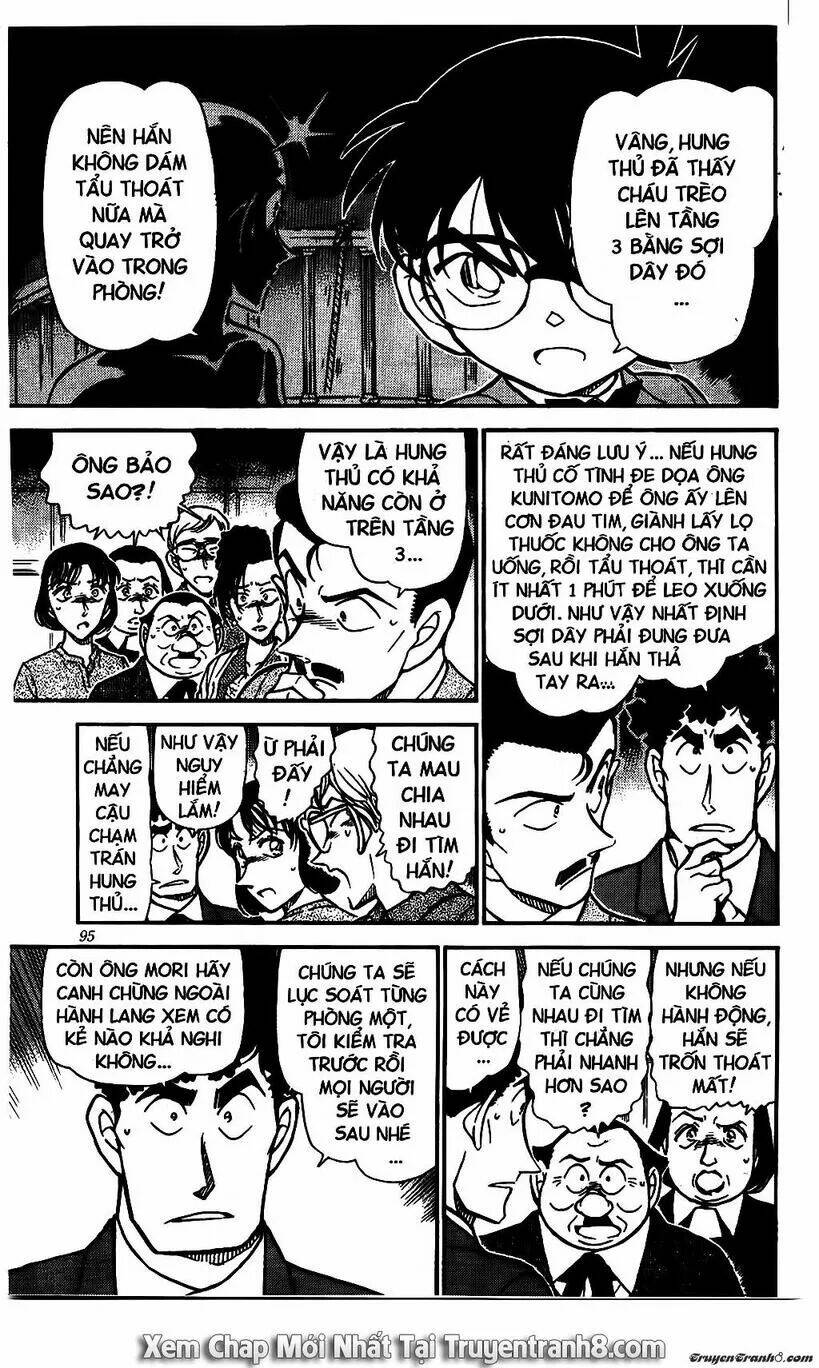 VÂNG, HUNG
THỦ ĐÃ THẤY
CHÁU TRÈO
LÊN TẦNG
3 BẰNG SỢI
DÂY ĐÓ
...
NÊN HẮN
KHÔNG DÁM
TẨU THOÁT
NỮA MÀ
QUAY TRỞ
VÀO TRONG
PHÒNG!
RẤT ĐÁNG LƯU Ý... NẾU HUNG
THỦ CỐ TÌNH ĐE DỌA ÔNG
KUNITOMO ĐỂ ÔNG ẤY LÊN
CƠN ĐAU TIM, GIÀNH LẤY LỌ
THUỐC KHÔNG CHO ÔNG TA
UỐNG, RỒI TẨU THOÁT, THÌ CẦN
ÍT NHẤT 1 PHÚT ĐỂ LEO XUỐNG
DƯỚI. NHƯ VẬY NHẤT ĐỊNH
SỢI DÂY PHẢI ĐUNG ĐƯA
SAU KHI HẮN THẢ
TAY RA...
VẬY LÀ HUNG
THỦ CÓ KHẢ
NĂNG CÒN Ở
TRÊN TẦNG
3...
ÔNG BẢO
SAO?!
CHÚNG
TA MAU
CHIA
NHAU
ĐI TÌM
HẮN!
Ừ PHẢI
ĐẤY
!
NHƯ VẬY
NGUY
HIỂM
LẮM!
NẾU
CHẲNG
MAY
CẬU
CHẠM
TRÁN
HUNG
THỦ...
95
NHƯNG NẾU
KHÔNG
HÀNH ĐỘNG,
HẮN SẼ
TRỐN THOÁT
MẤT!
NẾU CHÚNG
TA CÙNG
NHAU ĐI TÌM
THÌ CHẲNG
PHẢI NHANH
HƠN SAO
?
CÁCH
NÀY
CÓ VẺ
ĐƯỢC
...
CHÚNG TA SẼ
LỤC SOÁT TỪNG
PHÒNG MỘT,
TÔI KIỂM TRA
TRƯỚC RỒI
MỌI NGƯỜI
SẼ VÀO
SAU NHÉ
...
CÒN ÔNG MORI HÃY
CANH CHỪNG NGOÀI
HÀNH LANG XEM CÓ
KẺ NÀO KHẢ NGHI
KHÔNG...
Xem Chap Mới Nhất Tại Truyentranh8.com
TruyenTranh8.com